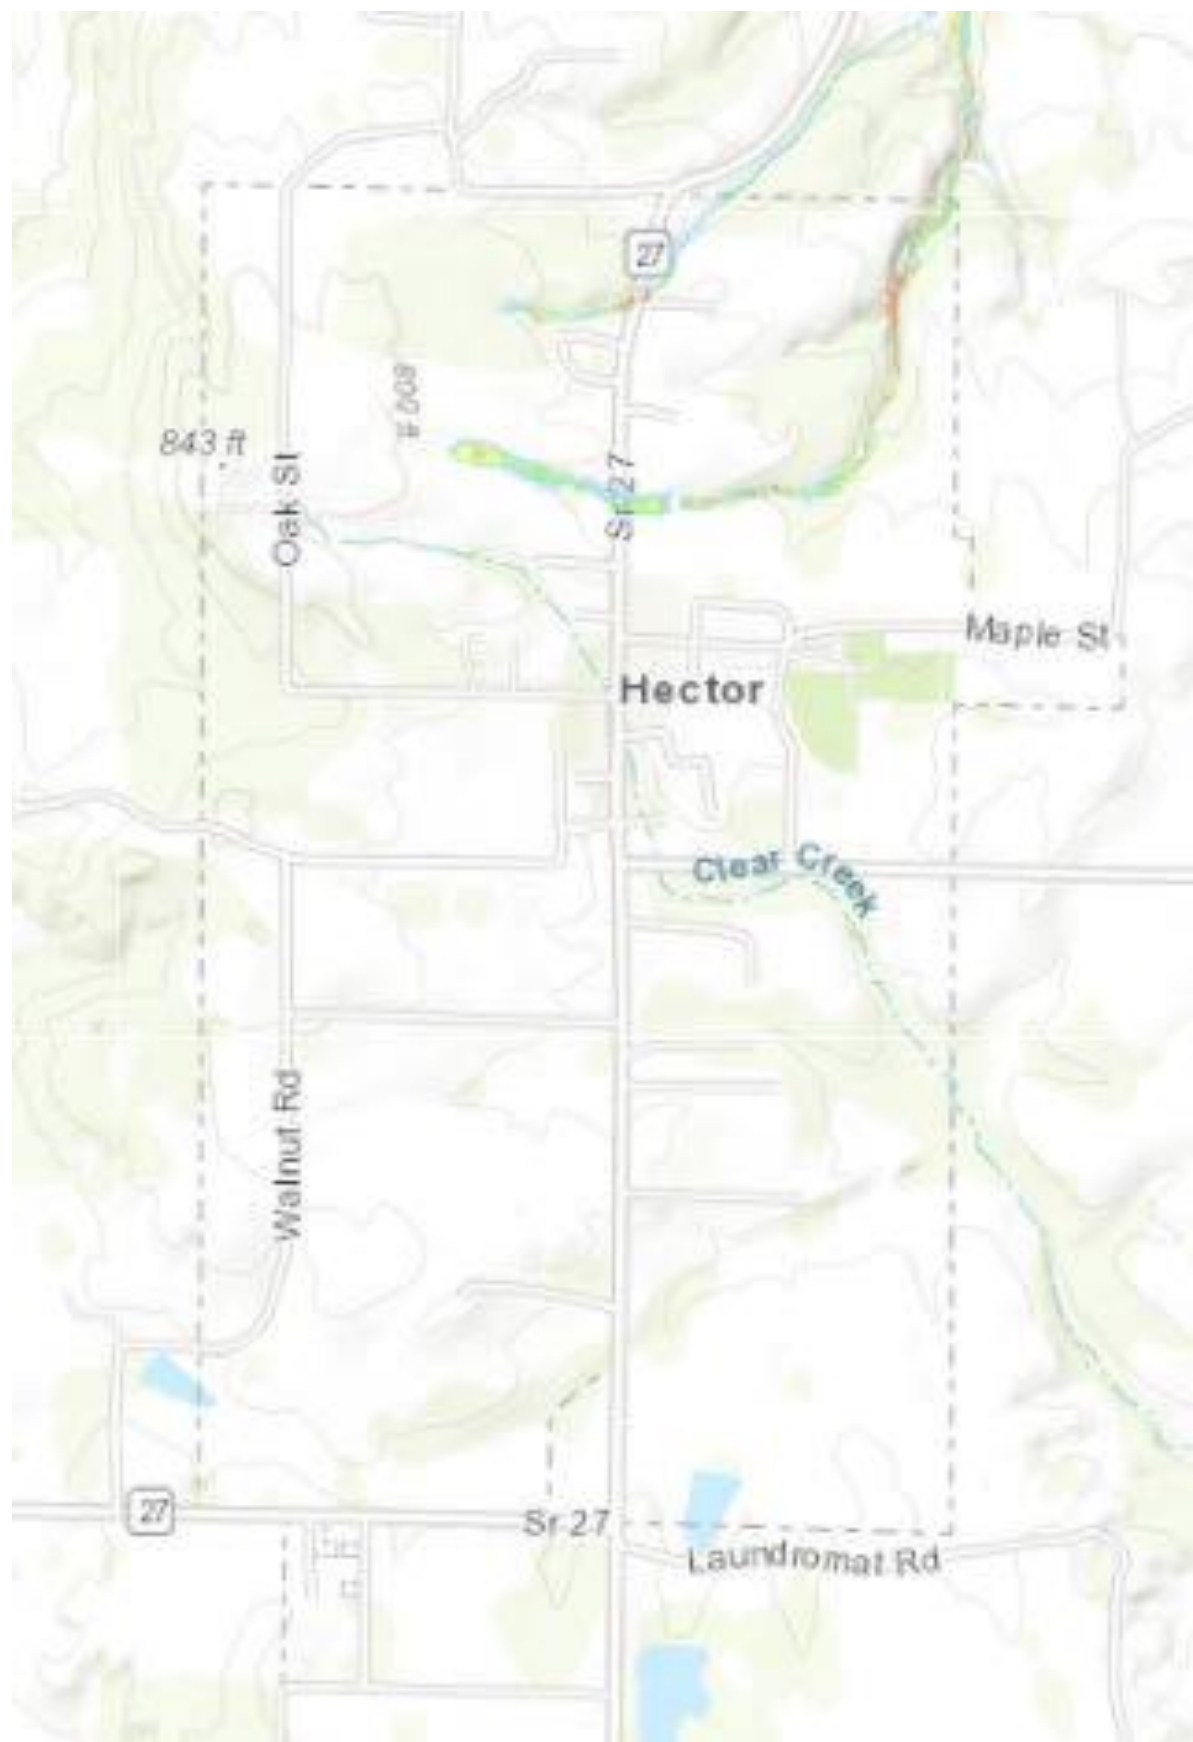 27
800 ft
843 ft
Oak St
Sr 27
Maple St
Hector
Clear Creek
Walnut Rd
27
Sr 27
Laundromat Rd